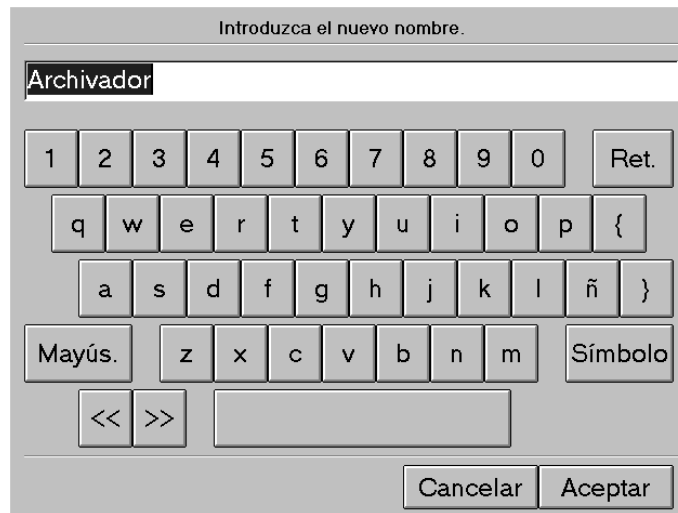 Introduzca el nuevo nombre.
Archivador
1 2 3 4 5 6 7 8 9 0 Ret.
q w e r t y u i o p {
a s d f g h j k l ñ }
Mayús. z x c v b n m Símbolo
<< >>
Cancelar Aceptar